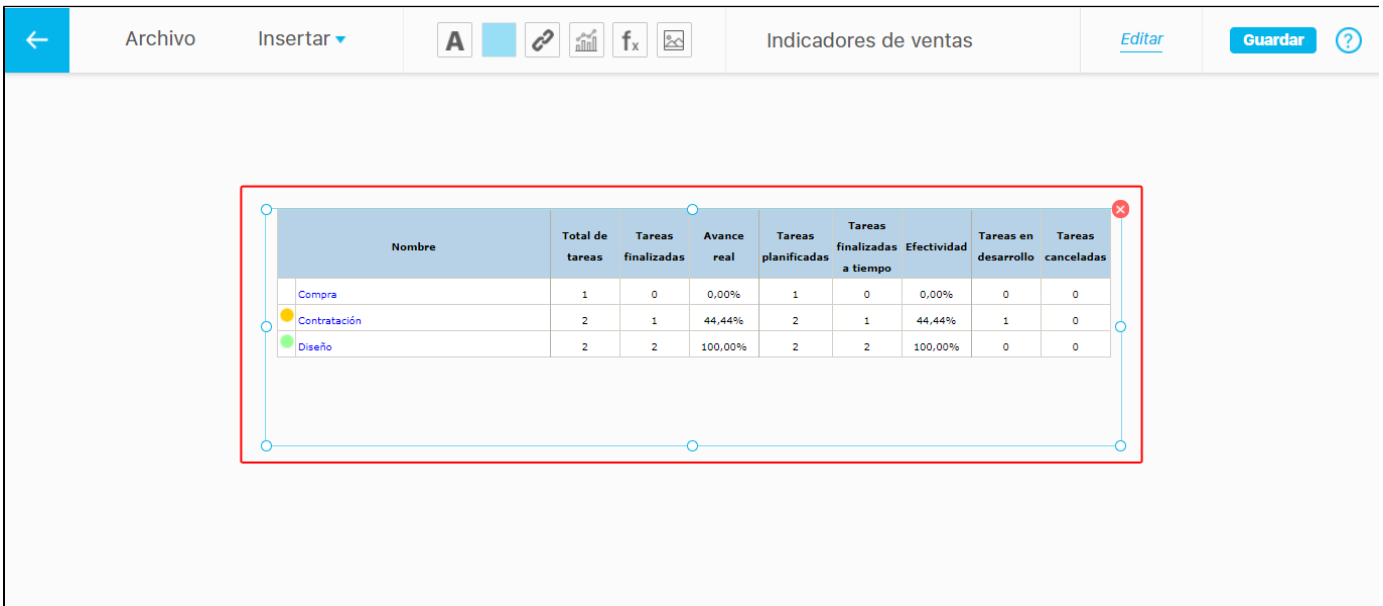 Archivo Insertar A fx Indicadores de ventas Editar Guardar ?
Nombre Total de tareas Tareas finalizadas Avance real Tareas planificadas Tareas finalizadas a tiempo Efectividad Tareas en desarrollo Tareas canceladas
Compra 1 0 0,00% 1 0 0,00% 0 0
Contratación 2 1 44,44% 2 1 44,44% 1 0
Diseño 2 2 100,00% 2 2 100,00% 0 0